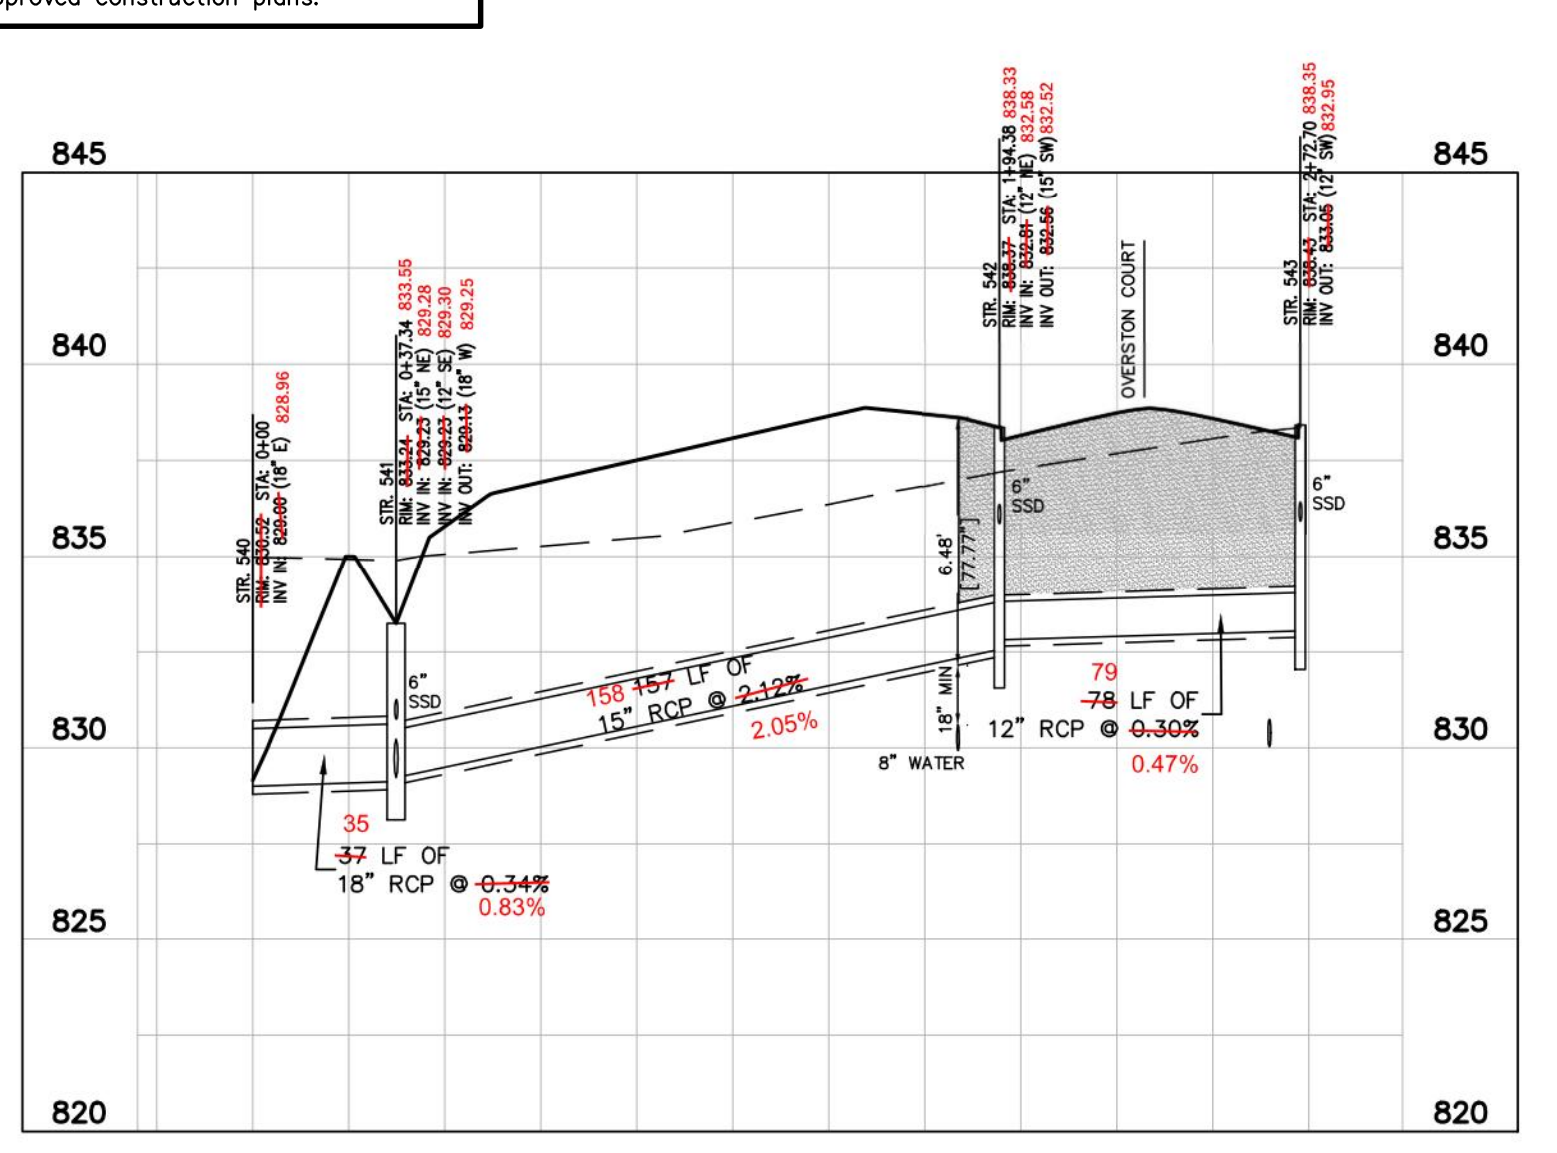 approved construction plans.
845
845
840
840
835
835
830
830
825
825
820
820
STR. 540
RIM: 830.52 STA: 0+00
INV IN: 829.00 (18" E) 828.96
STR. 541
RIM: 833.24 STA: 0+37.34 833.55
INV IN: 829.23 (15" NE) 829.28
INV IN: 829.23 (12" SE) 829.30
INV OUT: 829.13 (18" W) 829.25
STR. 542
RIM: 838.37 STA: 1+94.38 838.33
INV IN: 832.81 (12" NE) 832.58
INV OUT: 832.56 (15" SW) 832.52
OVERSTON COURT
STR. 543
RIM: 838.43 STA: 2+72.70 838.35
INV OUT: 833.05 (12" SW) 832.95
6"
SSD
6"
SSD
6"
SSD
6.48'
[77.77"]
18" MIN
8" WATER
35
37 LF OF
18" RCP @ 0.34%
0.83%
158 157 LF OF
15" RCP @ 2.12%
2.05%
79
78 LF OF
12" RCP @ 0.30%
0.47%